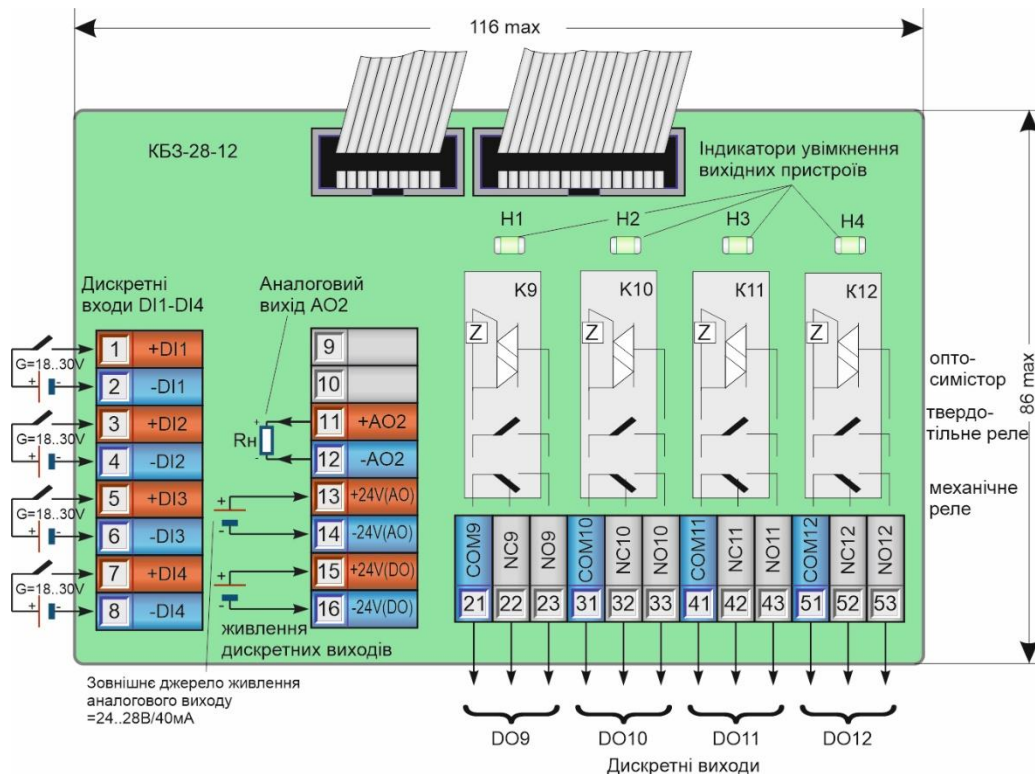 116 max
КБЗ-28-12
Індикатори увімкнення
вихідних пристроїв
H1
H2
H3
H4
86 max
Дискретні
входи DI1-DI4
Аналоговий
вихід АО2
K9
K10
K11
K12
Z
Z
Z
Z
опто-
симістор
твердо-
тільне реле
механічне
реле
G=18..30V
+ -
G=18..30V
+ -
G=18..30V
+ -
G=18..30V
+ -
1 +DI1
2 -DI1
3 +DI2
4 -DI2
5 +DI3
6 -DI3
7 +DI4
8 -DI4
Rн
+
-
+
-
+
-
9
10
11 +AO2
12 -AO2
13 +24V(AO)
14 -24V(AO)
15 +24V(DO)
16 -24V(DO)
живлення
дискретних виходів
Зовнішнє джерело живлення
аналогового виходу
=24..28В/40мА
COM9 NC9 NO9 COM10 NC10 NO10 COM11 NC11 NO11 COM12 NC12 NO12
21 22 23 31 32 33 41 42 43 51 52 53
DO9 DO10 DO11 DO12
Дискретні виходи